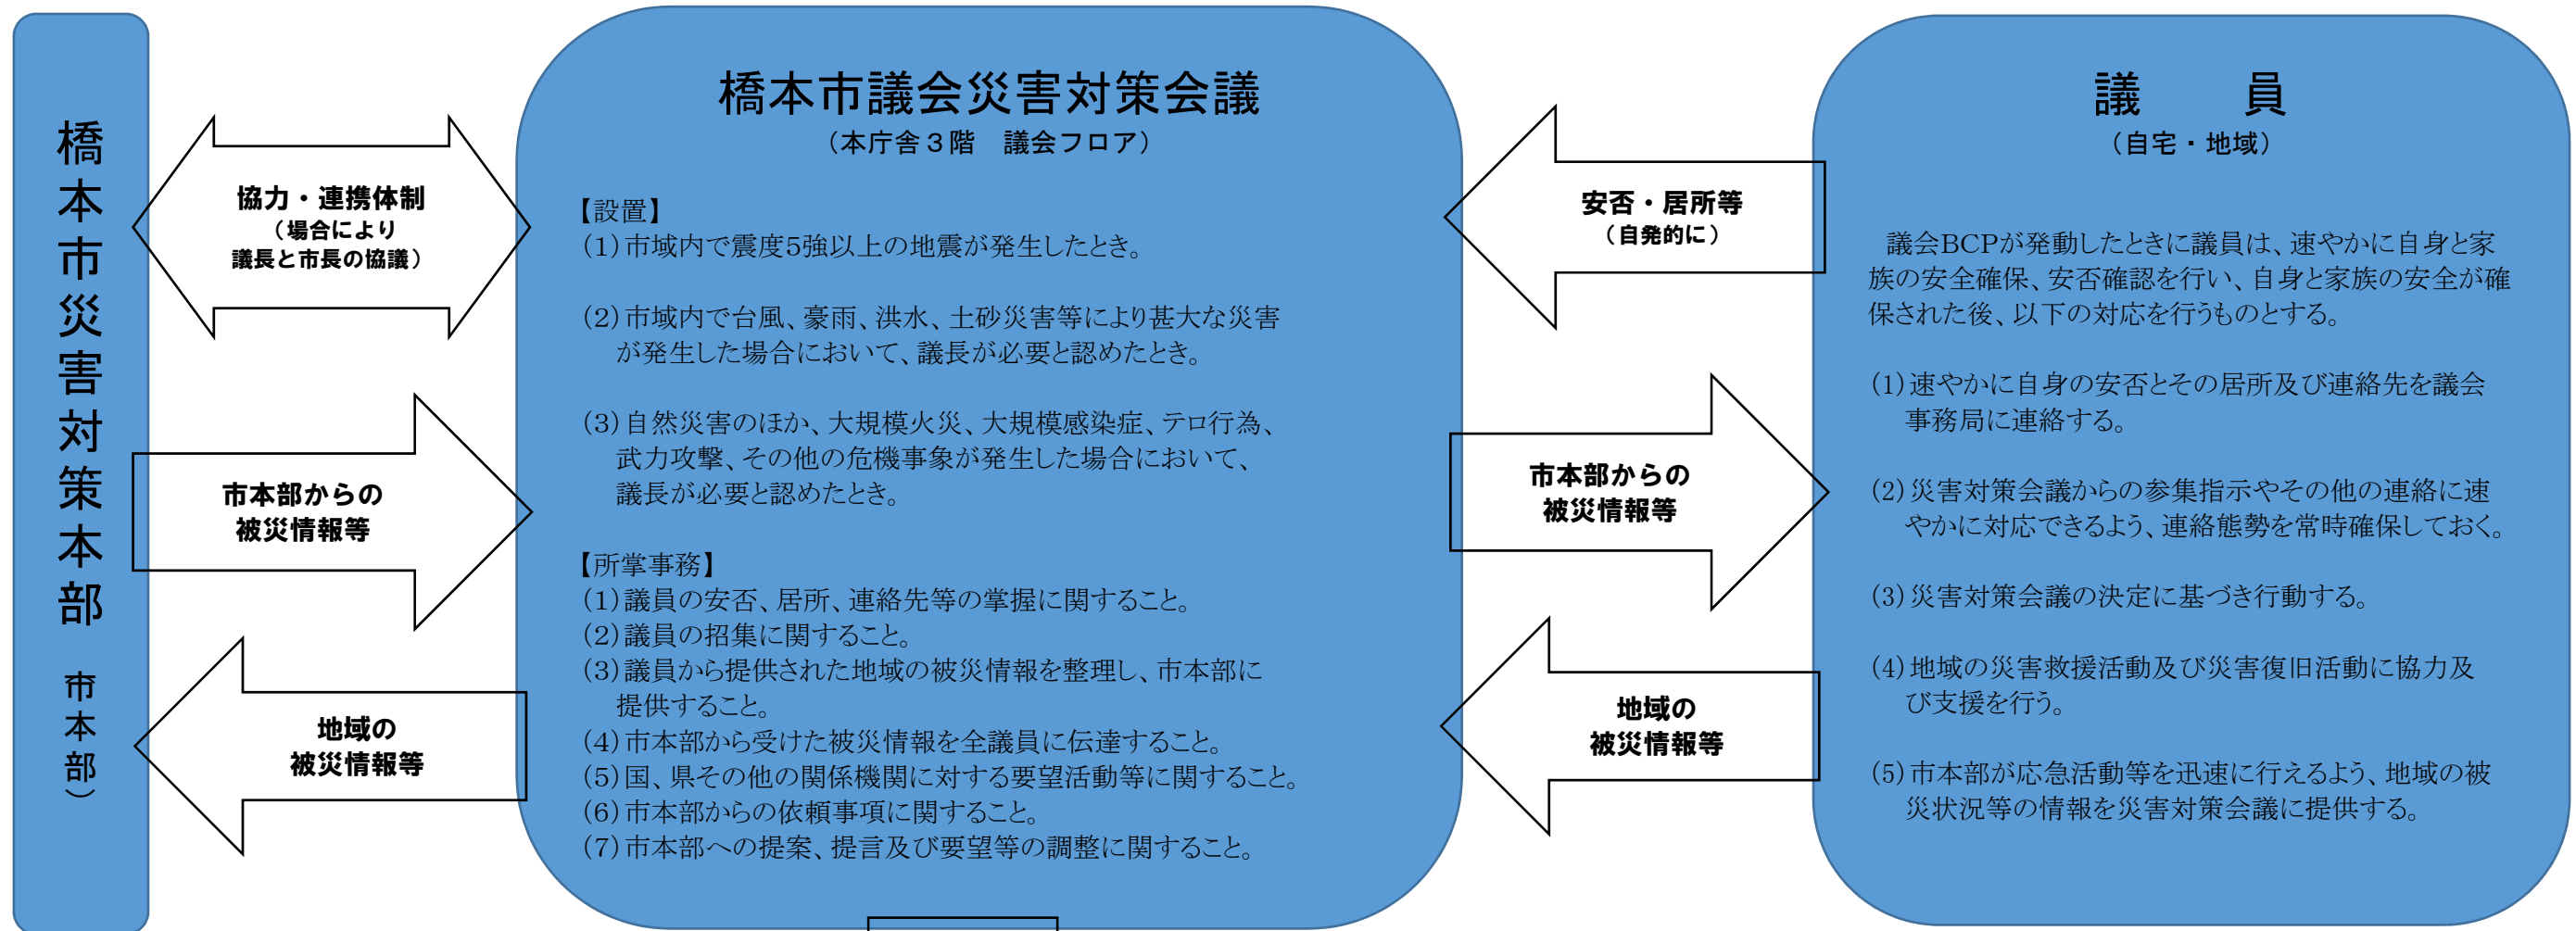 橋本市災害対策本部（市本部）
協力・連携体制
（場合により
議長と市長の協議）
市本部からの
被災情報等
地域の
被災情報等
橋本市議会災害対策会議
（本庁舎３階　議会フロア）
【設置】
（1）市域内で震度5強以上の地震が発生したとき。
（2）市域内で台風、豪雨、洪水、土砂災害等により甚大な災害
が発生した場合において、議長が必要と認めたとき。
（3）自然災害のほか、大規模火災、大規模感染症、テロ行為、
武力攻撃、その他の危機事象が発生した場合において、
議長が必要と認めたとき。
【所掌事務】
（1）議員の安否、居所、連絡先等の掌握に関すること。
（2）議員の招集に関すること。
（3）議員から提供された地域の被災情報を整理し、市本部に
提供すること。
（4）市本部から受けた被災情報を全議員に伝達すること。
（5）国、県その他の関係機関に対する要望活動等に関すること。
（6）市本部からの依頼事項に関すること。
（7）市本部への提案、提言及び要望等の調整に関すること。
安否・居所等
（自発的に）
市本部からの
被災情報等
地域の
被災情報等
議　員
（自宅・地域）
議会BCPが発動したときに議員は、速やかに自身と家
族の安全確保、安否確認を行い、自身と家族の安全が確
保された後、以下の対応を行うものとする。
(1)速やかに自身の安否とその居所及び連絡先を議会
事務局に連絡する。
(2)災害対策会議からの参集指示やその他の連絡に速
やかに対応できるよう、連絡態勢を常時確保しておく。
(3)災害対策会議の決定に基づき行動する。
(4)地域の災害救援活動及び災害復旧活動に協力及
び支援を行う。
(5)市本部が応急活動等を迅速に行えるよう、地域の被
災状況等の情報を災害対策会議に提供する。